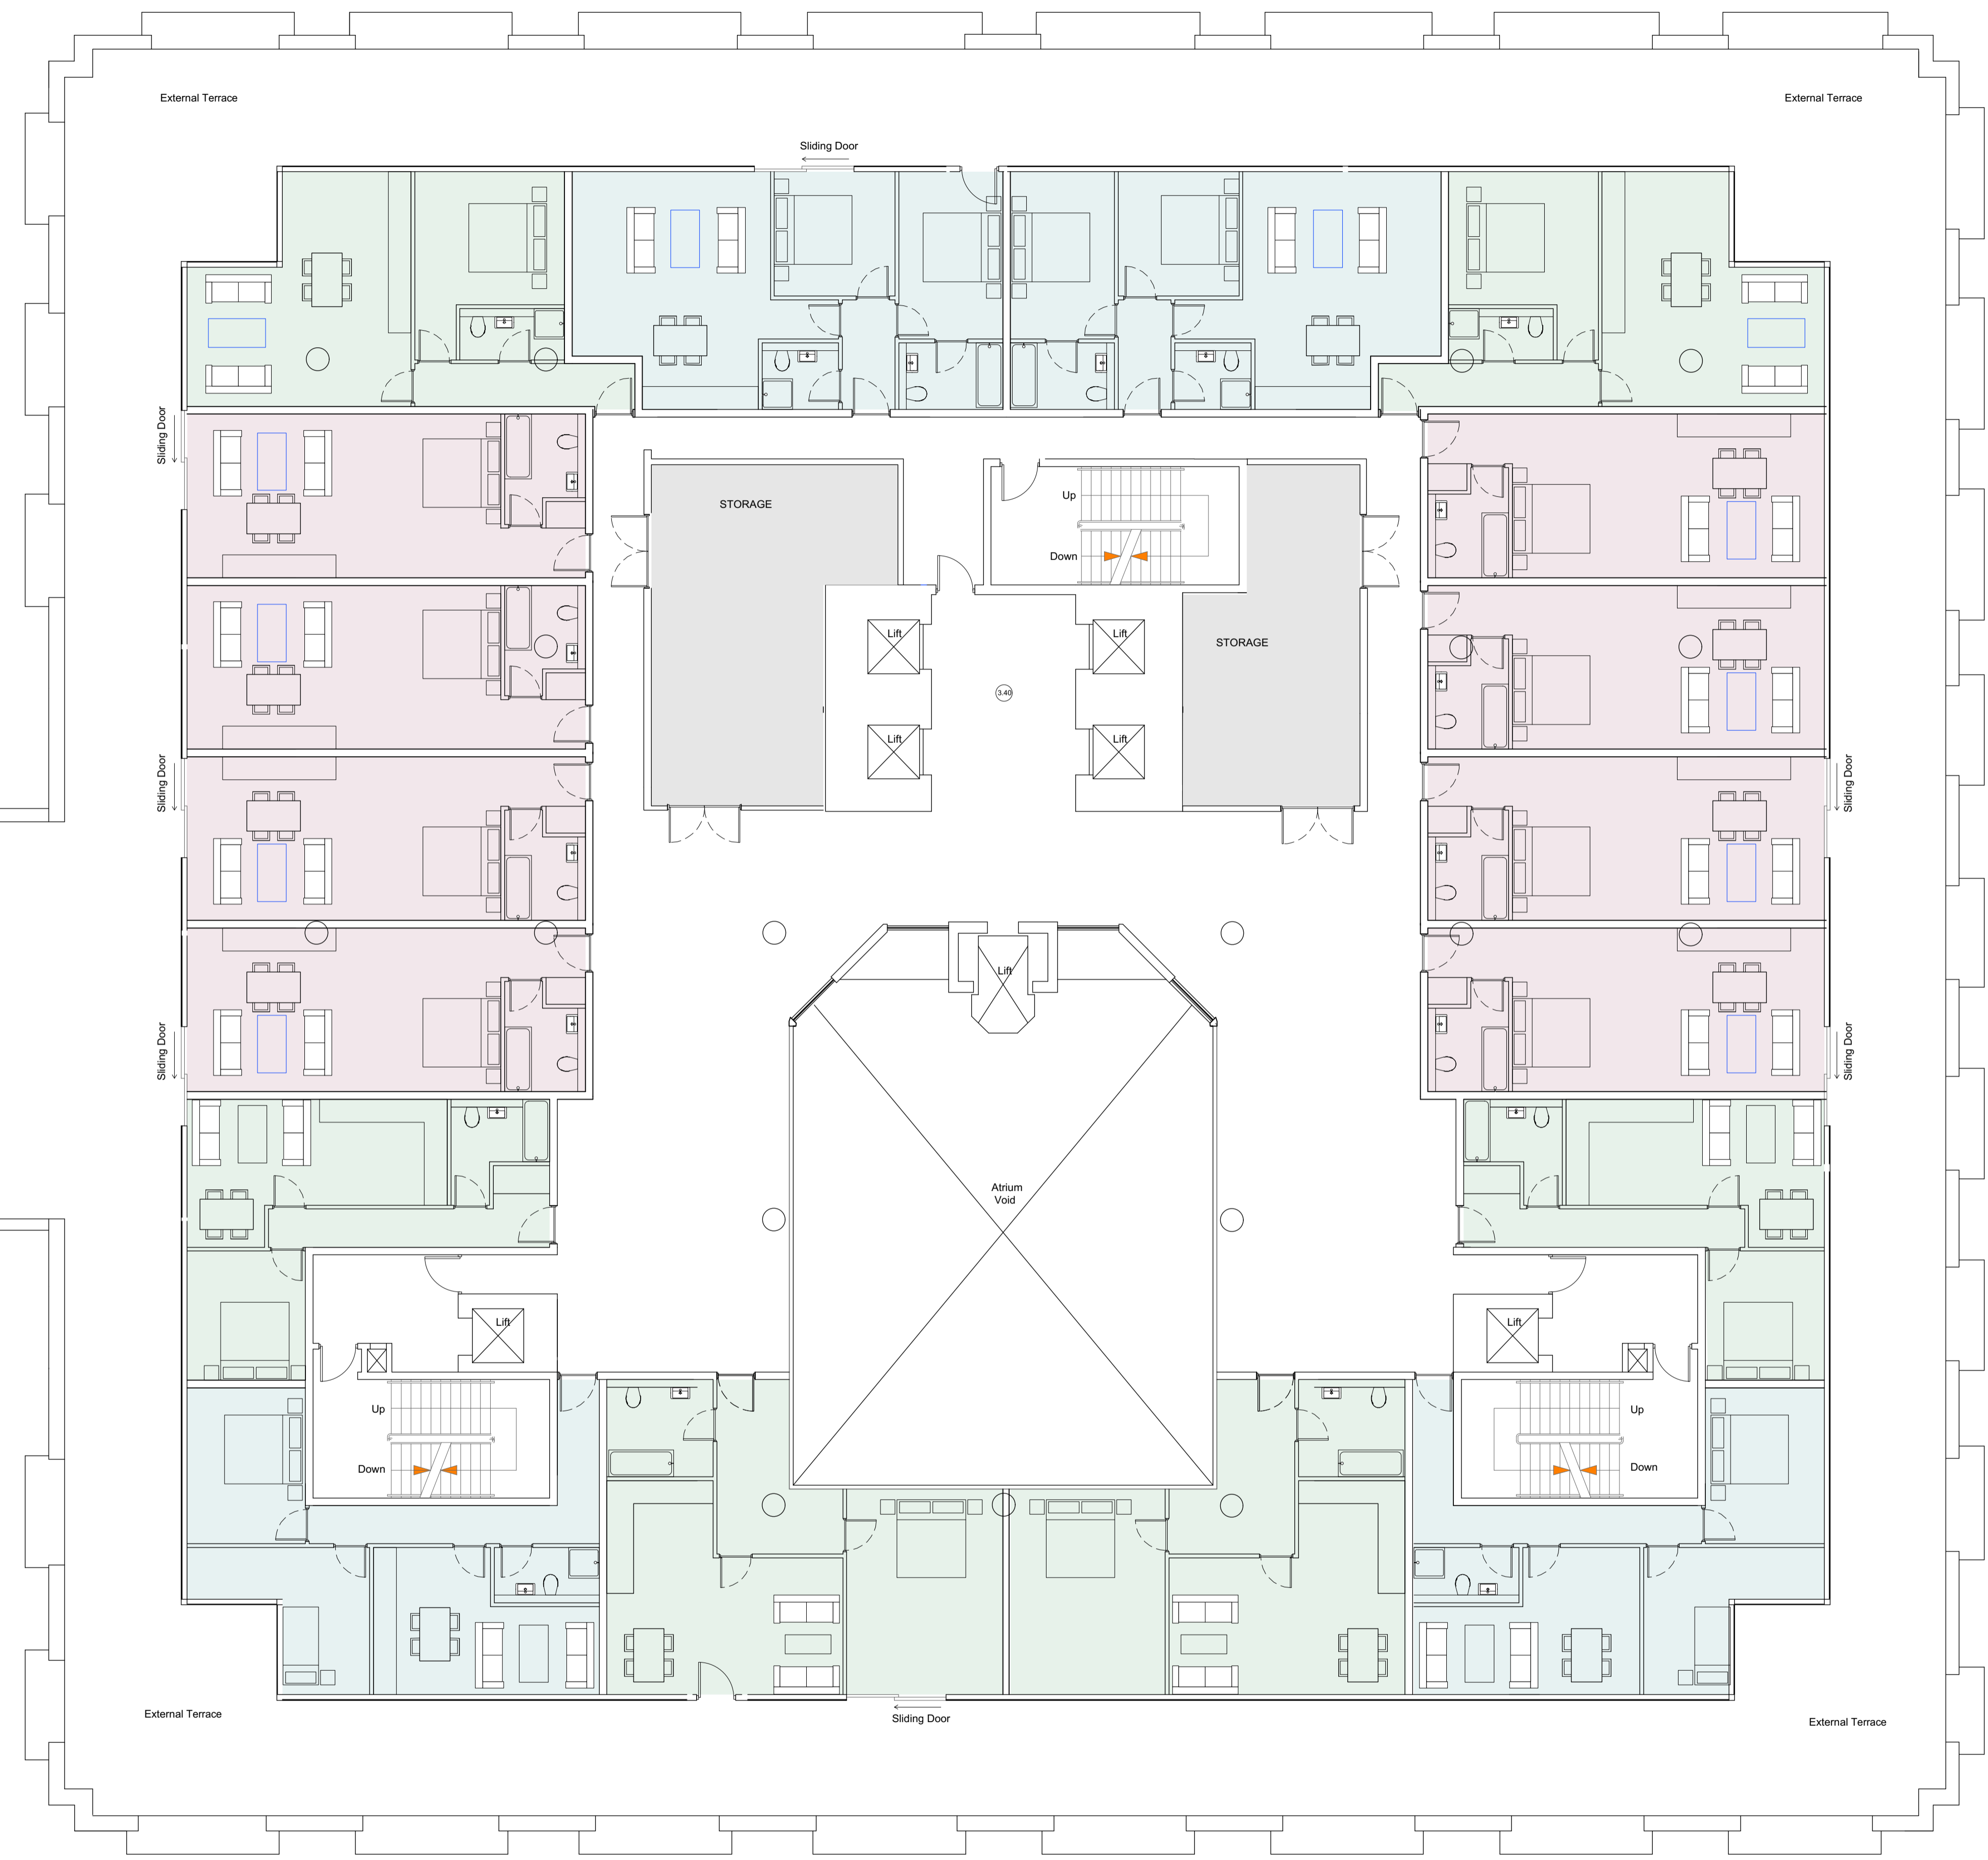 External Terrace
External Terrace
Sliding Door
Sliding Door
STORAGE
Up
Down
Lift
Lift
STORAGE
3.40
Lift
Lift
Sliding Door
Sliding Door
Lift
Sliding Door
Sliding Door
Atrium
Void
Lift
Lift
Up
Up
Down
Down
External Terrace
Sliding Door
External Terrace